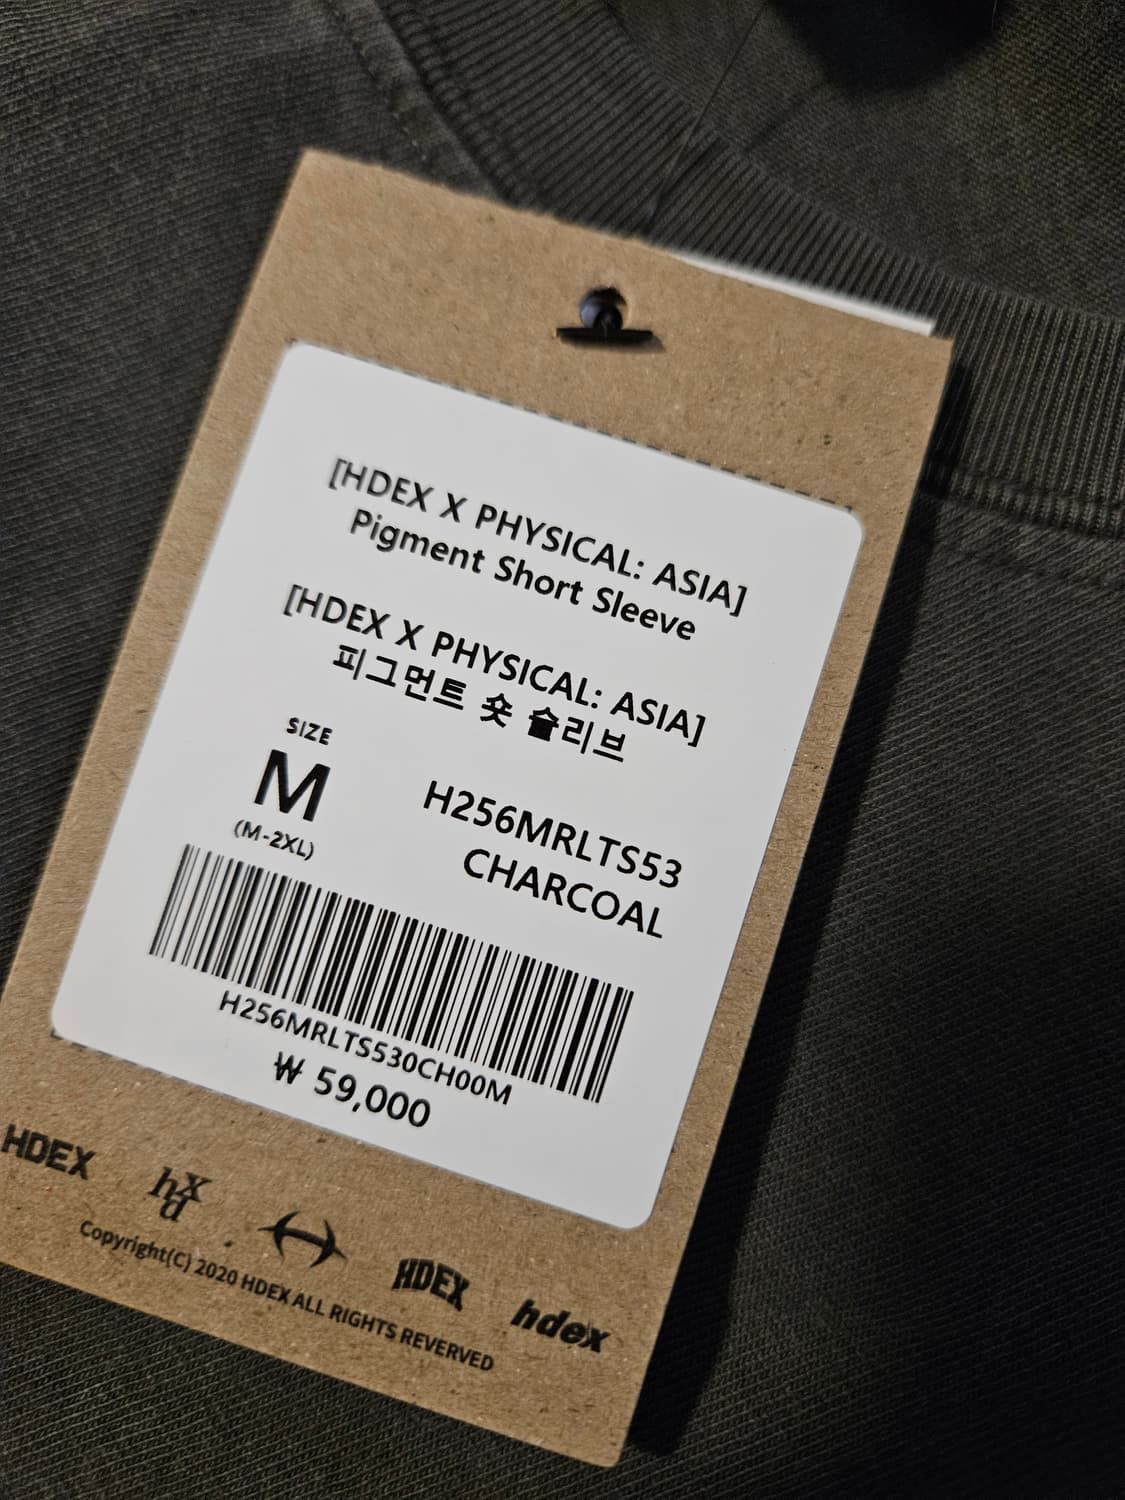 [HDEX X PHYSICAL: ASIA]
Pigment Short Sleeve
[HDEX X PHYSICAL: ASIA]
피그먼트 숏 슬리브
SIZE
M
(M-2XL)
H256MRLTS53
CHARCOAL
H256MRLTS530CH00M
₩ 59,000
HDEX
hxd
HDEX
hdex
Copyright(C) 2020 HDEX ALL RIGHTS REVERVED